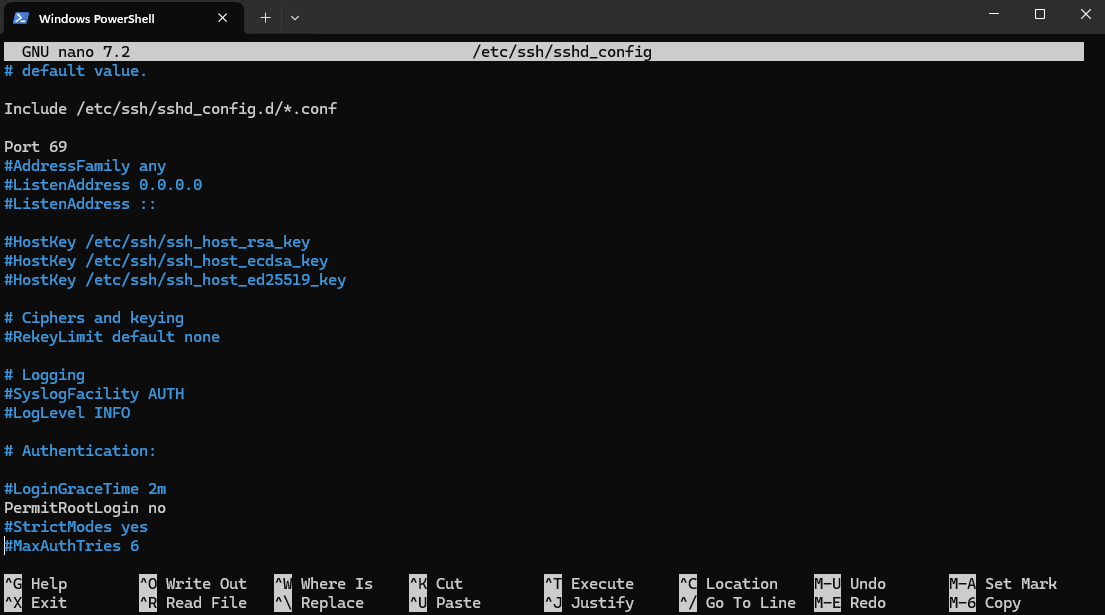 Windows PowerShell
GNU nano 7.2 /etc/ssh/sshd_config
# default value.
Include /etc/ssh/sshd_config.d/*.conf
Port 69
#AddressFamily any
#ListenAddress 0.0.0.0
#ListenAddress ::
#HostKey /etc/ssh/ssh_host_rsa_key
#HostKey /etc/ssh/ssh_host_ecdsa_key
#HostKey /etc/ssh/ssh_host_ed25519_key
# Ciphers and keying
#RekeyLimit default none
# Logging
#SyslogFacility AUTH
#LogLevel INFO
# Authentication:
#LoginGraceTime 2m
PermitRootLogin no
#StrictModes yes
#MaxAuthTries 6
^G Help ^O Write Out ^W Where Is ^K Cut ^T Execute ^C Location M-U Undo M-A Set Mark
^X Exit ^R Read File ^\ Replace ^U Paste ^J Justify ^/ Go To Line M-E Redo M-6 Copy